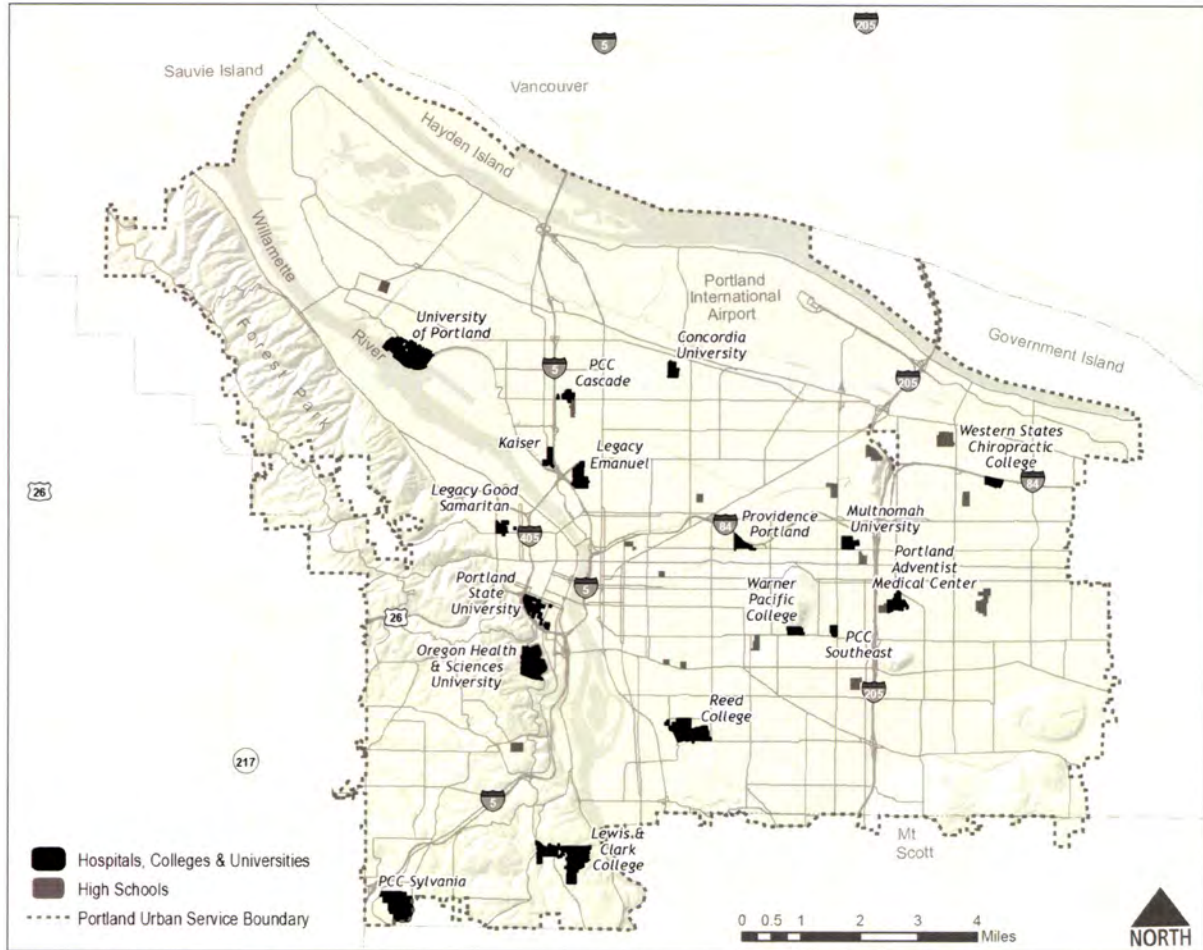 5
205
Sauvie Island
Vancouver
Hayden Island
Willamette
River
Forest Park
Portland
International
Airport
Government Island
University
of Portland
Concordia
University
PCC
Cascade
5
205
Kaiser
Legacy
Emanuel
Western States
Chiropractic
College
84
26
Legacy Good
Samaritan
405
84
Providence
Portland
Multnomah
University
Portland
Adventist
Medical Center
Portland
State
University
5
Warner
Pacific
College
26
PCC
Southeast
Oregon Health
& Sciences
University
205
Reed
College
217
5
Mt
Scott
Lewis &
Clark
College
PCC Sylvania
Hospitals, Colleges & Universities
High Schools
Portland Urban Service Boundary
0 0.5 1 2 3 4
Miles
NORTH